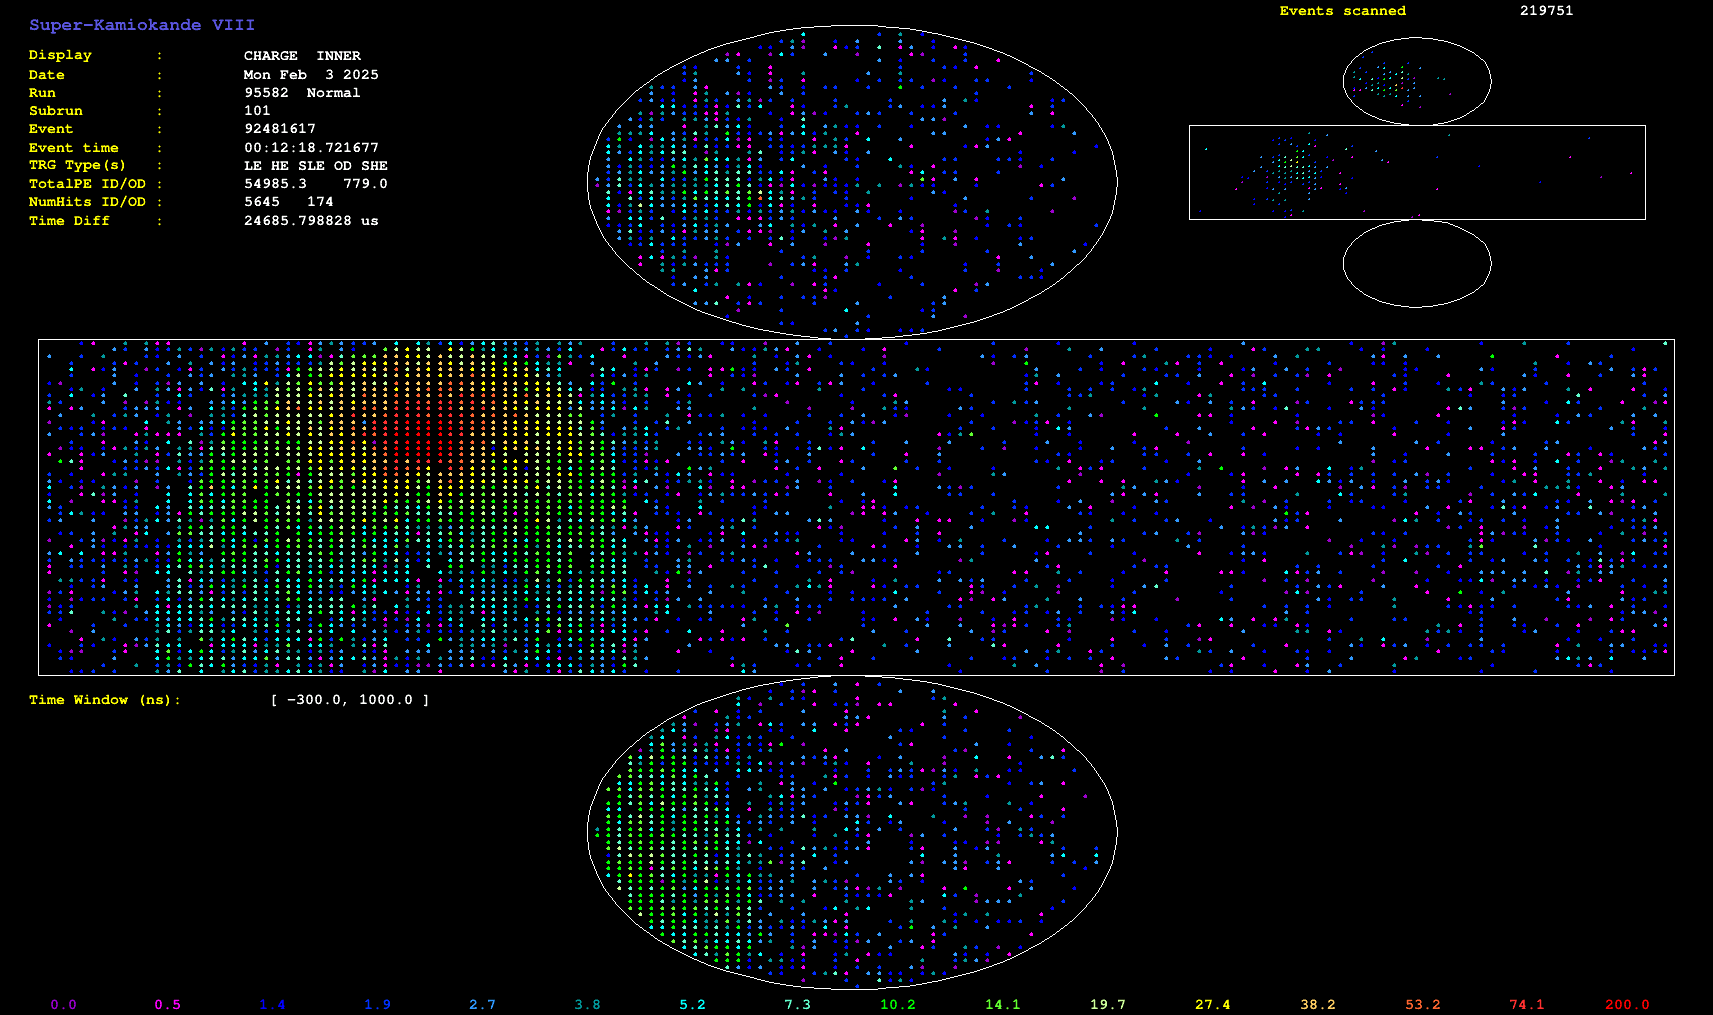 Super-Kamiokande VIII
Events scanned 219751
Display : CHARGE INNER
Date : Mon Feb 3 2025
Run : 95582 Normal
Subrun : 101
Event : 92481617
Event time : 00:12:18.721677
TRG Type(s) : LE HE SLE OD SHE
TotalPE ID/OD : 54985.3 779.0
NumHits ID/OD : 5645 174
Time Diff : 24685.798828 us
Time Window (ns): [ -300.0, 1000.0 ]
0.0 0.5 1.4 1.9 2.7 3.8 5.2 7.3 10.2 14.1 19.7 27.4 38.2 53.2 74.1 200.0